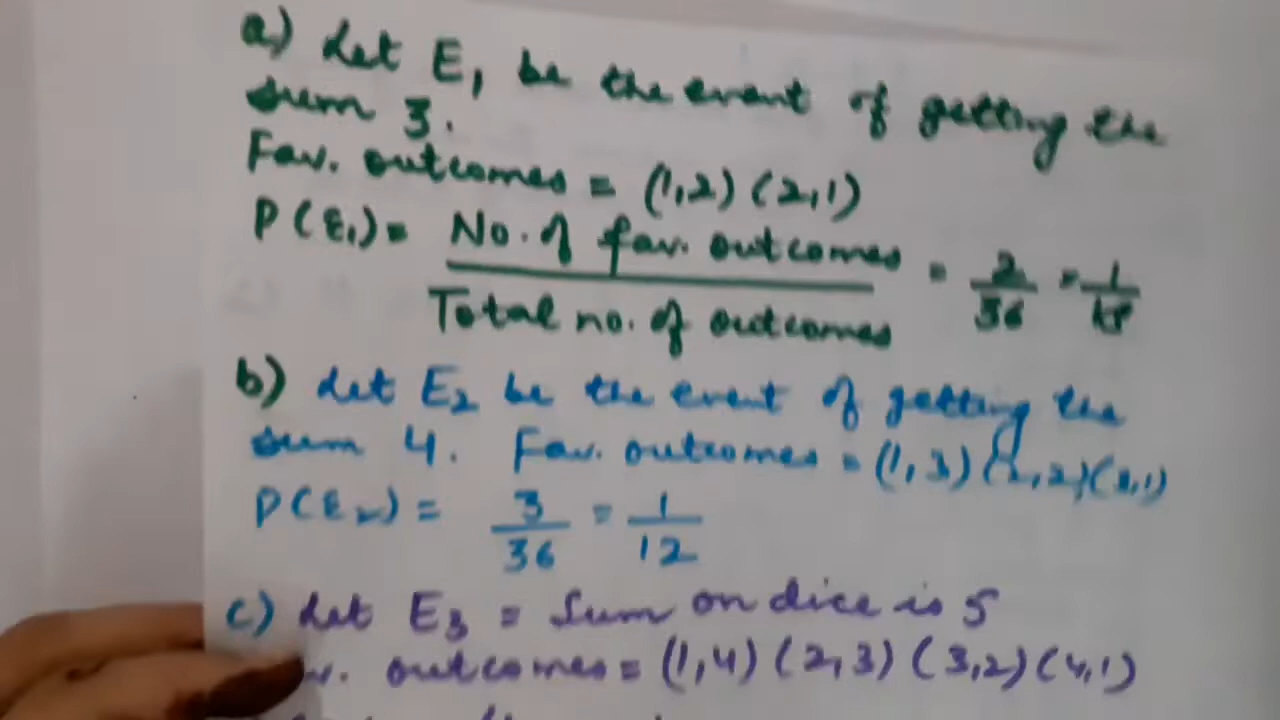 a) Let E1 be the event of getting the
sum 3.
Fav. outcomes = (1,2) (2,1)
P(E1) = No. of fav. outcomes / Total no. of outcomes = 2/36 = 1/18
b) Let E2 be the event of getting the
sum 4. Fav. outcomes = (1,3) (2,2) (3,1)
P(E2) = 3/36 = 1/12
c) Let E3 = Sum on dice is 5
outcomes = (1,4) (2,3) (3,2) (4,1)